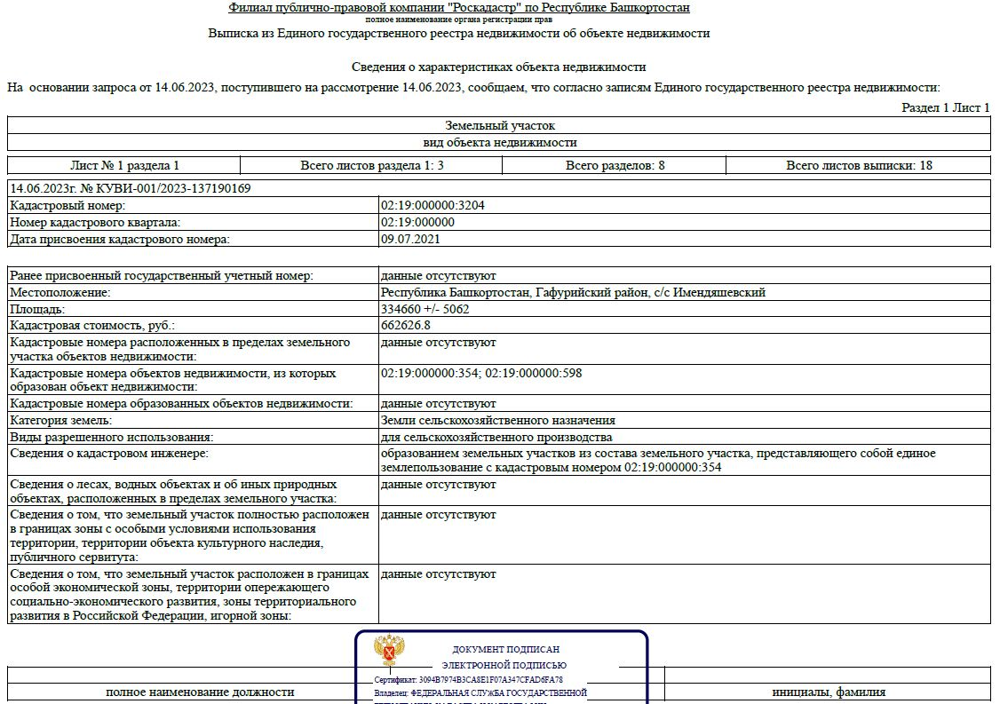 Филиал публично-правовой компании "Роскадастр" по Республике Башкортостан
полное наименование органа регистрации прав
Выписка из Единого государственного реестра недвижимости об объекте недвижимости
Сведения о характеристиках объекта недвижимости
На основании запроса от 14.06.2023, поступившего на рассмотрение 14.06.2023, сообщаем, что согласно записям Единого государственного реестра недвижимости:
Раздел 1 Лист 1
Земельный участок
вид объекта недвижимости
Лист № 1 раздела 1 Всего листов раздела 1: 3 Всего разделов: 8 Всего листов выписки: 18
14.06.2023г. № КУВИ-001/2023-137190169
Кадастровый номер: 02:19:000000:3204
Номер кадастрового квартала: 02:19:000000
Дата присвоения кадастрового номера: 09.07.2021
Ранее присвоенный государственный учетный номер: данные отсутствуют
Местоположение: Республика Башкортостан, Гафурийский район, с/с Имендяшевский
Площадь: 334660 +/- 5062
Кадастровая стоимость, руб.: 662626.8
Кадастровые номера расположенных в пределах земельного данные отсутствуют
участка объектов недвижимости:
Кадастровые номера объектов недвижимости, из которых 02:19:000000:354; 02:19:000000:598
образован объект недвижимости:
Кадастровые номера образованных объектов недвижимости: данные отсутствуют
Категория земель: Земли сельскохозяйственного назначения
Виды разрешенного использования: для сельскохозяйственного производства
Сведения о кадастровом инженере: образованием земельных участков из состава земельного участка, представляющего собой единое
землепользование с кадастровым номером 02:19:000000:354
Сведения о лесах, водных объектах и об иных природных данные отсутствуют
объектах, расположенных в пределах земельного участка:
Сведения о том, что земельный участок полностью расположен данные отсутствуют
в границах зоны с особыми условиями использования
территории, территории объекта культурного наследия,
публичного сервитута:
Сведения о том, что земельный участок расположен в границах данные отсутствуют
особой экономической зоны, территории опережающего
социально-экономического развития, зоны территориального
развития в Российской Федерации, игорной зоны:
ДОКУМЕНТ ПОДПИСАН
ЭЛЕКТРОННОЙ ПОДПИСЬЮ
Сертификат: 3094B7974B3CA8E1F07A347CFAD6FA78
Владелец: ФЕДЕРАЛЬНАЯ СЛУЖБА ГОСУДАРСТВЕННОЙ
полное наименование должности инициалы, фамилия